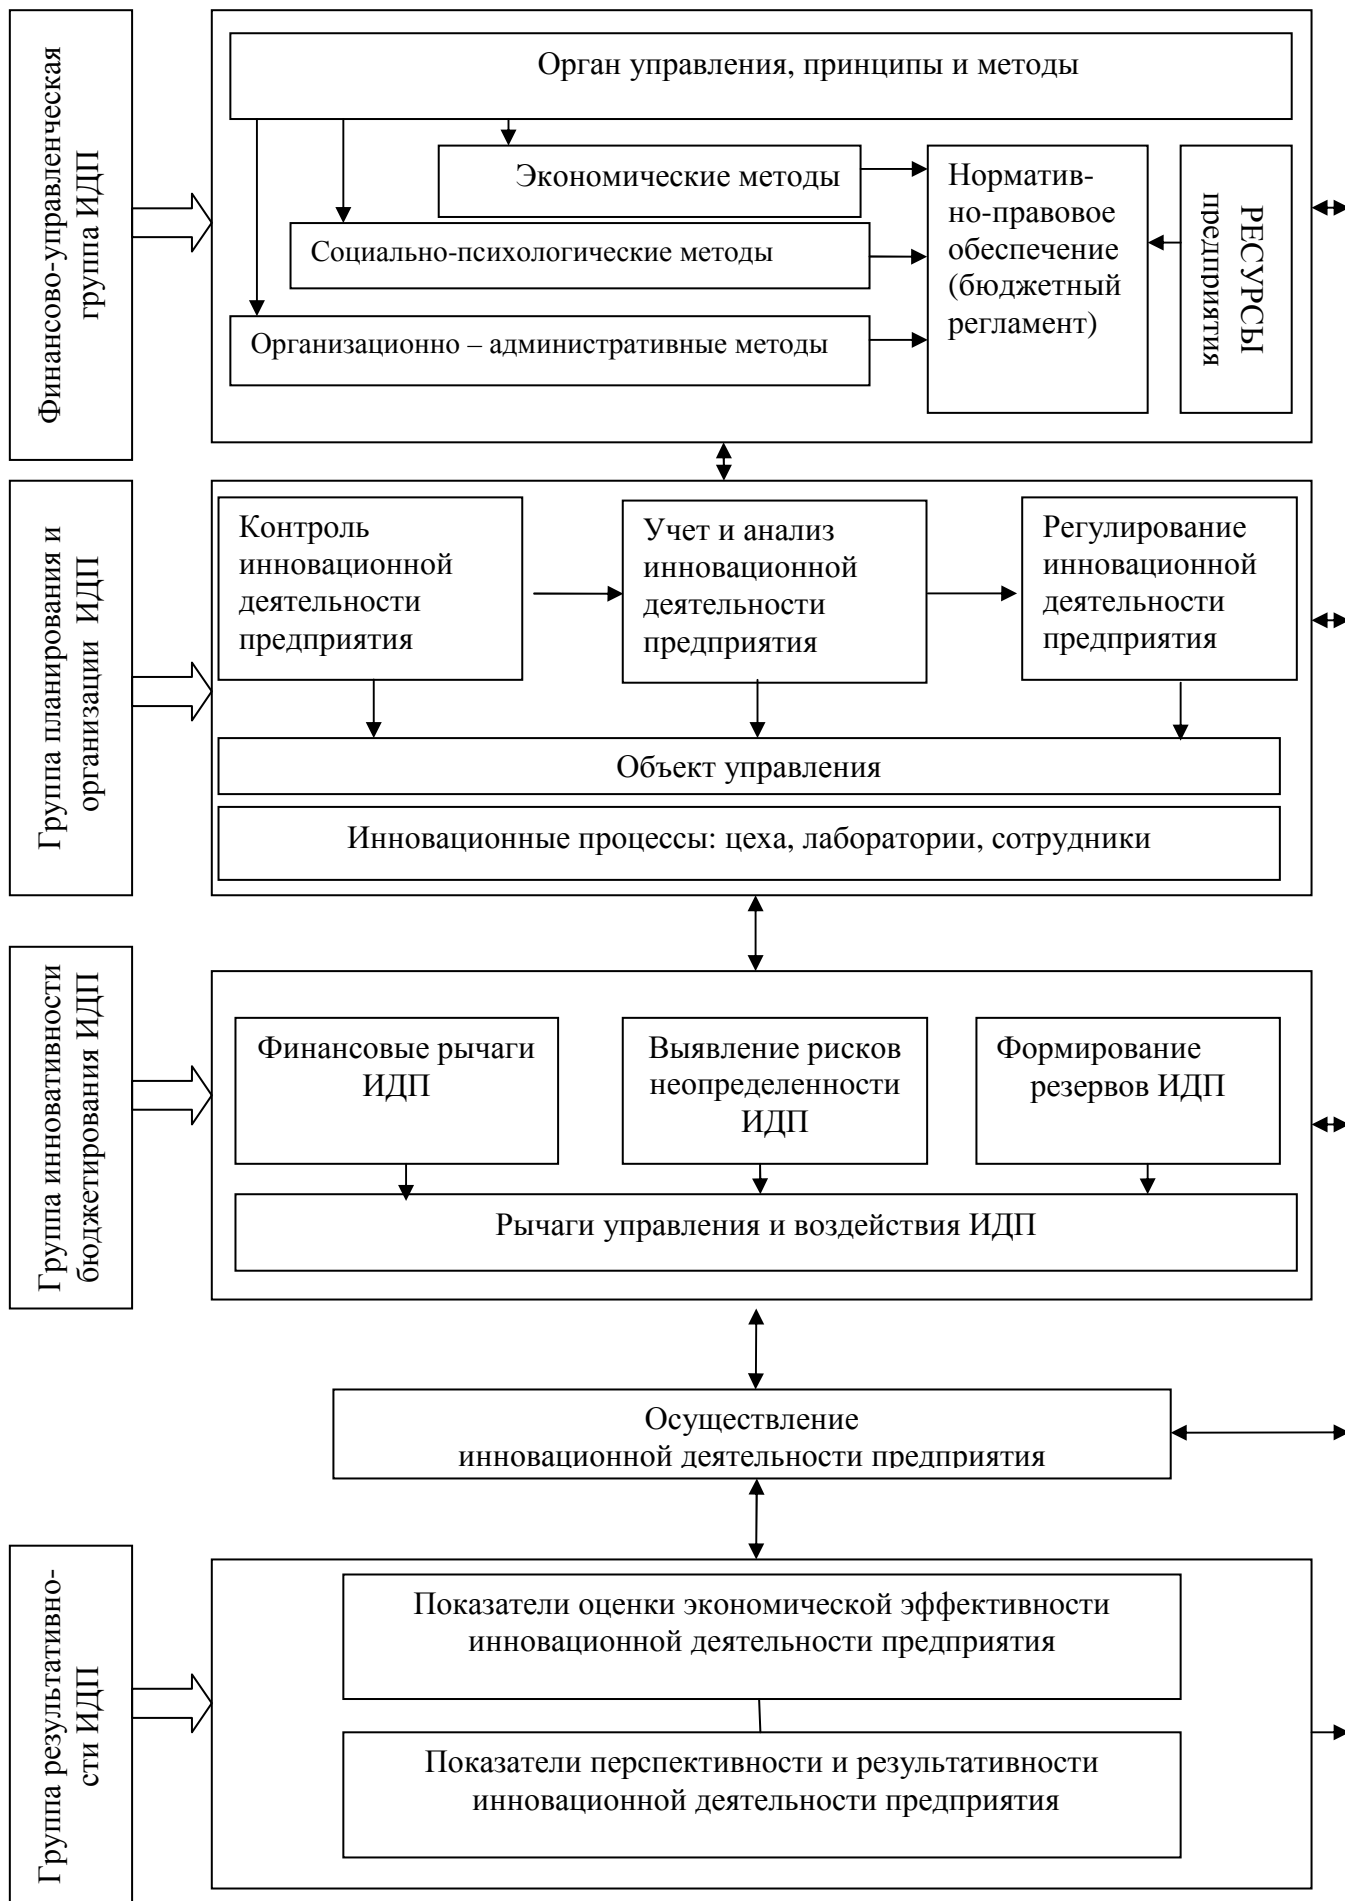 Финансово-управленческая
группа ИДП
Орган управления, принципы и методы
Экономические методы
Социально-психологические методы
Организационно – административные методы
Норматив-
но-правовое
обеспечение
(бюджетный
регламент)
РЕСУРСЫ
предприятия
Группа планирования и
организации ИДП
Контроль
инновационной
деятельности
предприятия
Учет и анализ
инновационной
деятельности
предприятия
Регулирование
инновационной
деятельности
предприятия
Объект управления
Инновационные процессы: цеха, лаборатории, сотрудники
Группа инновативности
бюджетирования ИДП
Финансовые рычаги
ИДП
Выявление рисков
неопределенности
ИДП
Формирование
резервов ИДП
Рычаги управления и воздействия ИДП
Осуществление
инновационной деятельности предприятия
Группа результативно-
сти ИДП
Показатели оценки экономической эффективности
инновационной деятельности предприятия
Показатели перспективности и результативности
инновационной деятельности предприятия